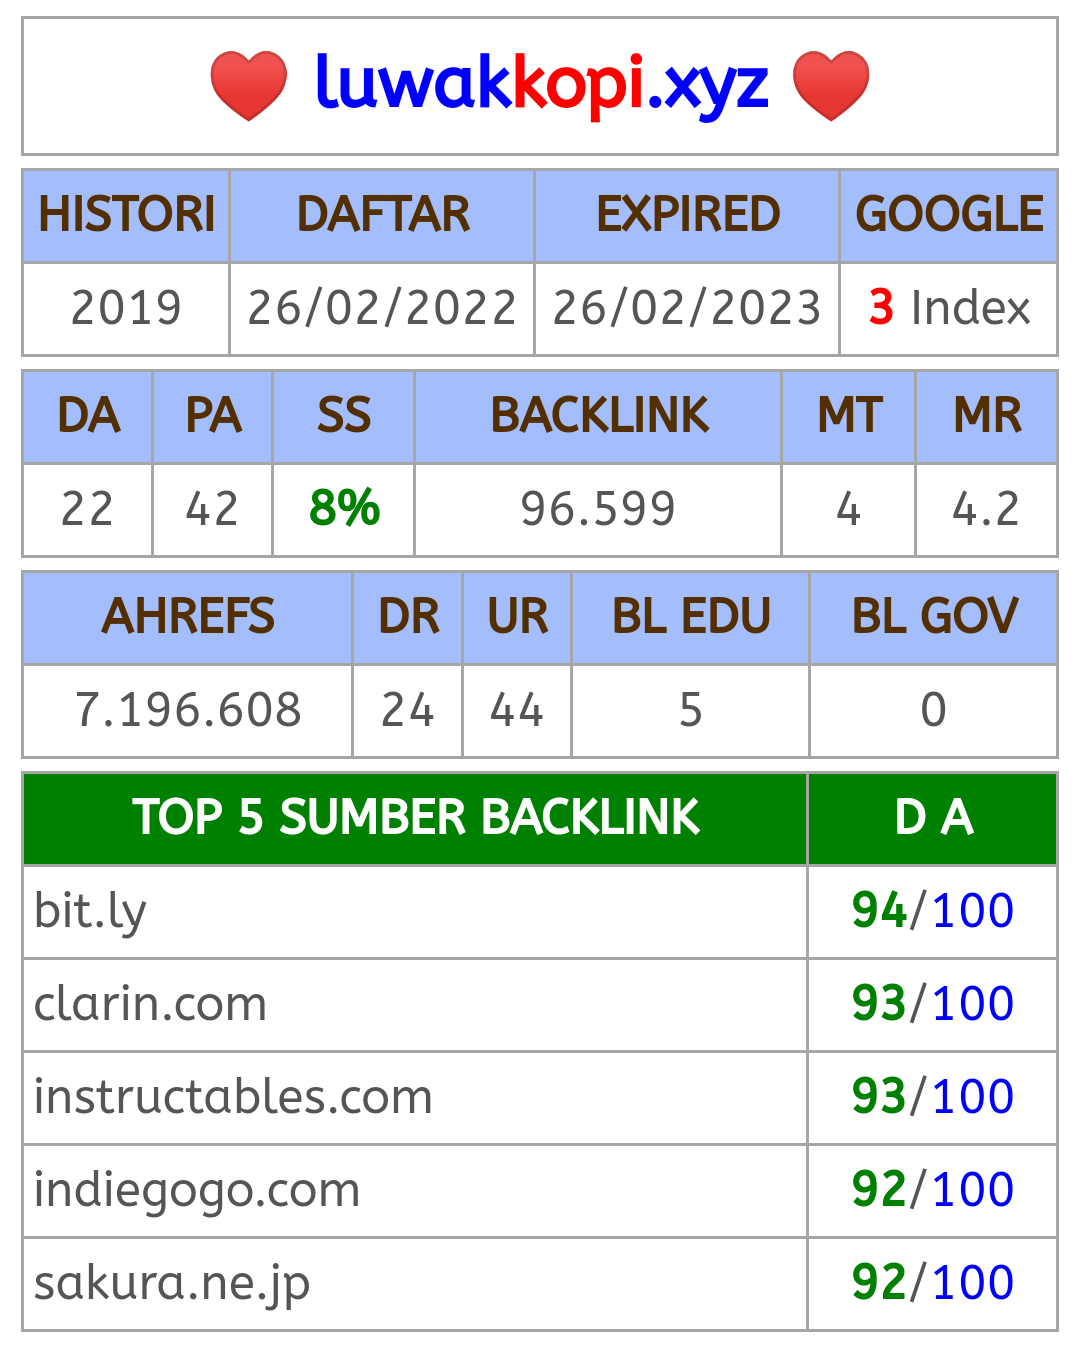 luwakkopi.xyz
HISTORI DAFTAR EXPIRED GOOGLE
2019 26/02/2022 26/02/2023 3 Index
DA PA SS BACKLINK MT MR
22 42 8% 96.599 4 4.2
AHREFS DR UR BL EDU BL GOV
7.196.608 24 44 5 0
TOP 5 SUMBER BACKLINK D A
bit.ly 94/100
clarin.com 93/100
instructables.com 93/100
indiegogo.com 92/100
sakura.ne.jp 92/100